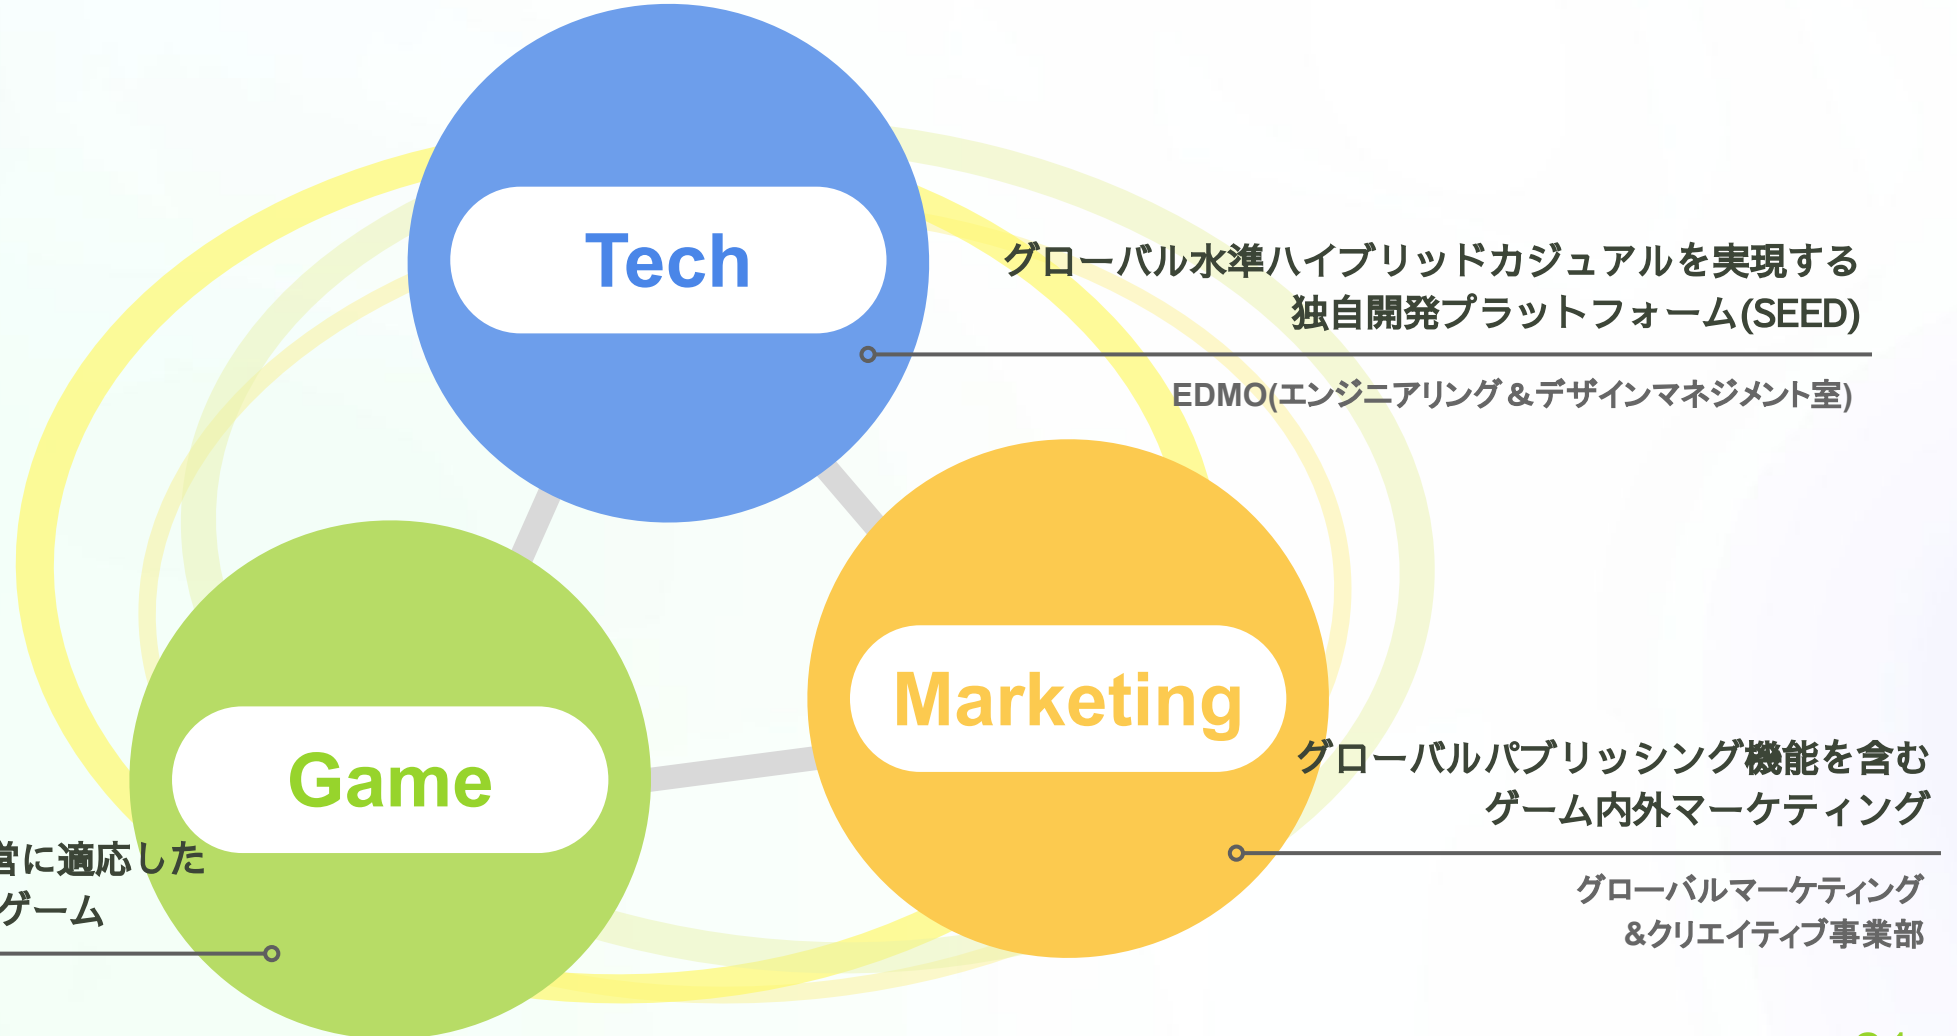 Tech
グローバル水準ハイブリッドカジュアルを実現する
独自開発プラットフォーム(SEED)
EDMO(エンジニアリング＆デザインマネジメント室)
Marketing
グローバルパブリッシング機能を含む
ゲーム内外マーケティング
グローバルマーケティング
&クリエイティブ事業部
Game
営に適応した
ゲーム